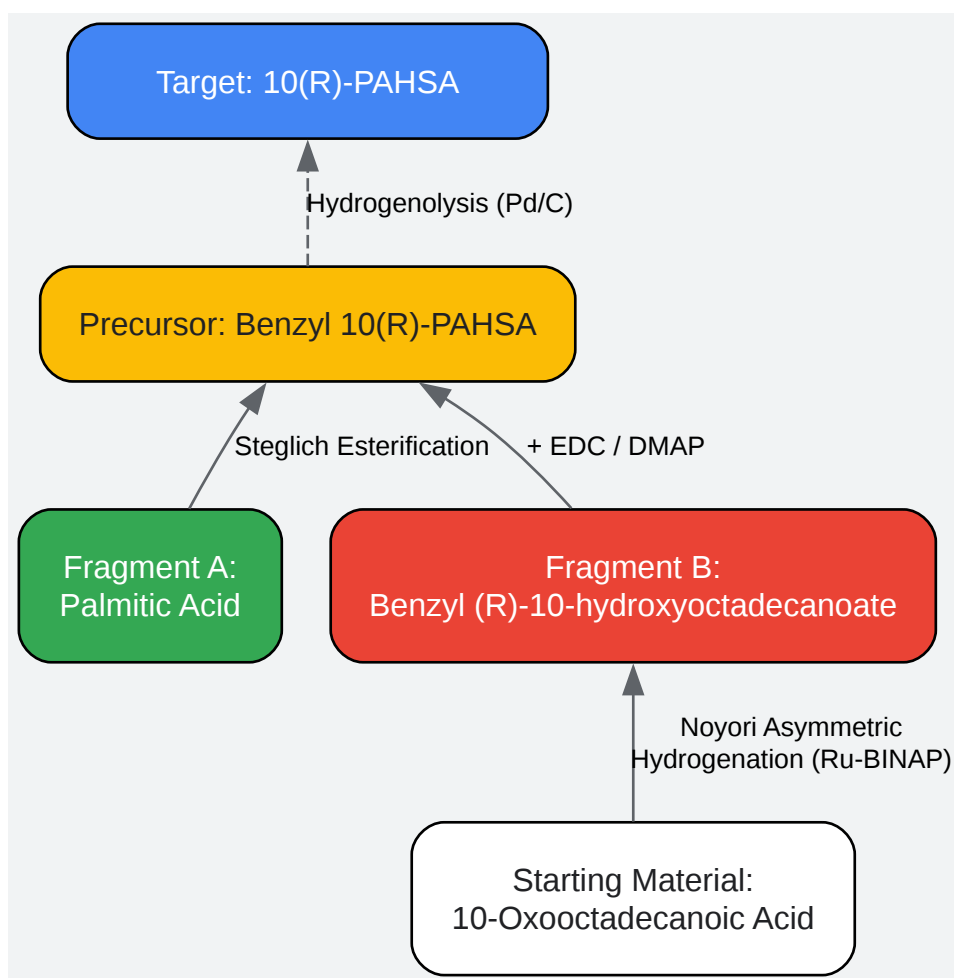 Target: 10(R)-PAHSA
Hydrogenolysis (Pd/C)
Precursor: Benzyl 10(R)-PAHSA
Steglich Esterification
+ EDC / DMAP
Fragment A:
Palmitic Acid
Fragment B:
Benzyl (R)-10-hydroxyoctadecanoate
Noyori Asymmetric
Hydrogenation (Ru-BINAP)
Starting Material:
10-Oxooctadecanoic Acid